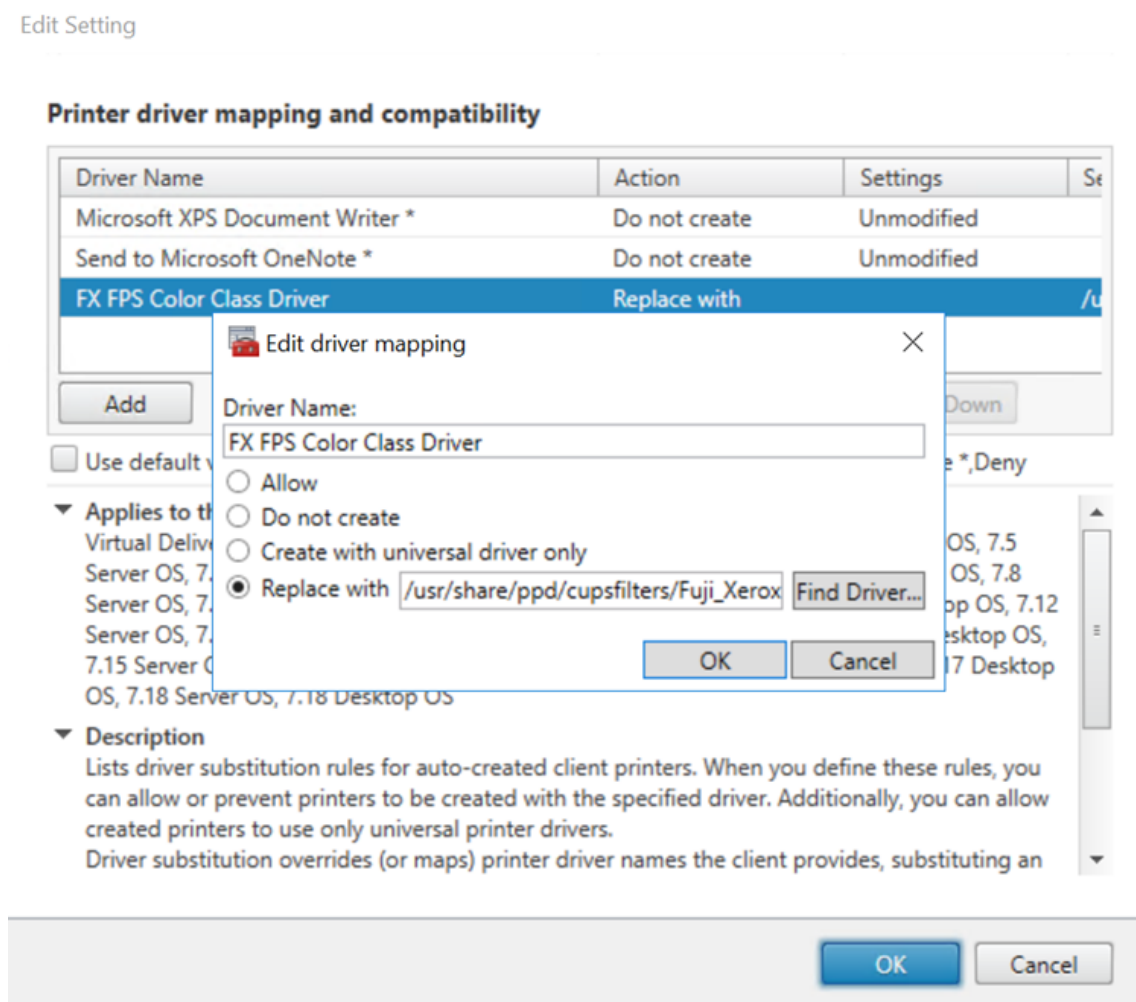 Edit Setting
Printer driver mapping and compatibility
Driver Name Action Settings
Microsoft XPS Document Writer * Do not create Unmodified
Send to Microsoft OneNote * Do not create Unmodified
FX FPS Color Class Driver Replace with /u
Edit driver mapping
Add Down
Driver Name:
FX FPS Color Class Driver
Use default *,Deny
Allow
Do not create
Create with universal driver only
Replace with /usr/share/ppd/cupsfilters/Fuji_Xerox Find Driver...
OK Cancel
Applies to
Virtual OS, 7.5
Server OS, 7. OS, 7.8
Server OS, 7. OS, 7.12
Server OS, 7. OS,
7.15 Server 17 Desktop
OS, 7.18 Server OS, 7.18 Desktop OS
Description
Lists driver substitution rules for auto-created client printers. When you define these rules, you
can allow or prevent printers to be created with the specified driver. Additionally, you can allow
created printers to use only universal printer drivers.
Driver substitution overrides (or maps) printer driver names the client provides, substituting an
OK Cancel